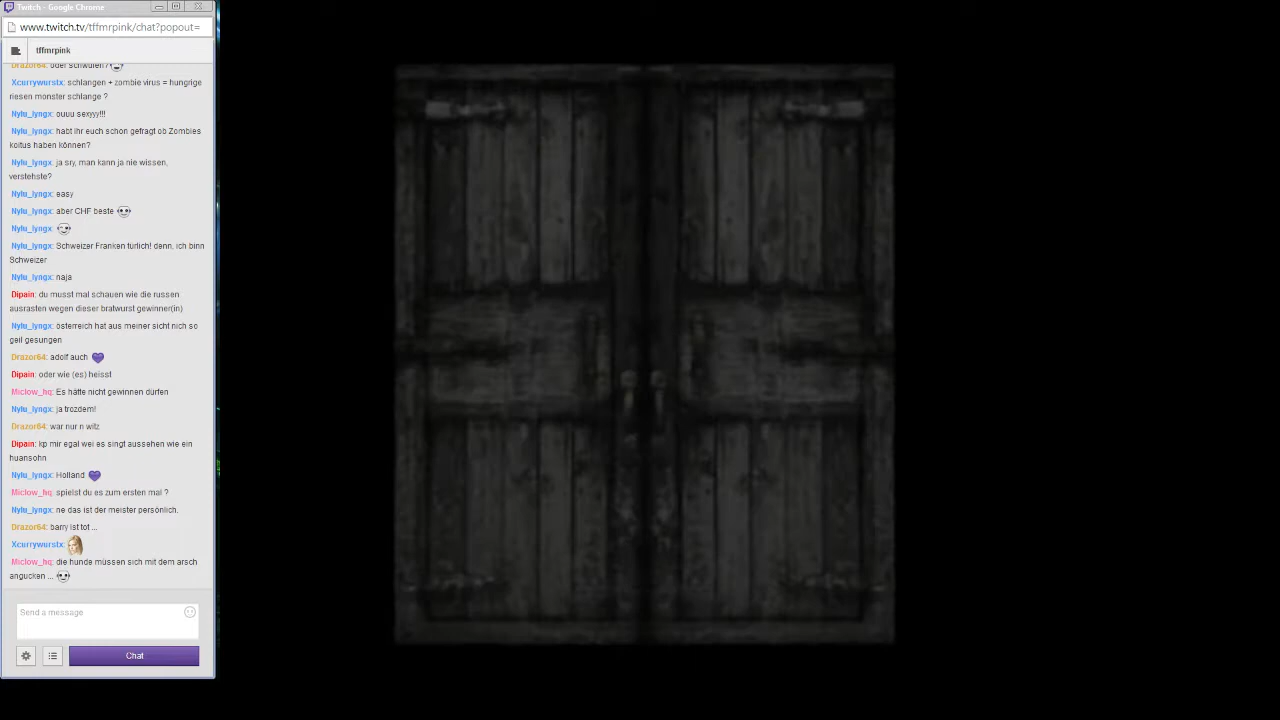 Twitch - Google Chrome
www.twitch.tv/tffmrpink/chat?popout=
tffmrpink
Drazor64: oder schwulen?
Xcurrywurstx: schlangen + zombie virus = hungrige
riesen monster schlange ?
Nylu_lyngx: ouuu sexyy!!!
Nylu_lyngx: habt ihr euch schon gefragt ob Zombies
koitus haben können?
Nylu_lyngx: ja sry, man kann ja nie wissen,
verstehste?
Nylu_lyngx: easy
Nylu_lyngx: aber CHF beste
Nylu_lyngx:
Nylu_lyngx: Schweizer Franken türlich! denn, ich binn
Schweizer
Nylu_lyngx: naja
Dipain: du musst mal schauen wie die russen
ausrasten wegen dieser bratwurst gewinner(in)
Nylu_lyngx: österreich hat aus meiner sicht nich so
geil gesungen
Drazor64: adolf auch
Dipain: oder wie (es) heisst
Miclow_hq: Es hätte nicht gewinnen dürfen
Nylu_lyngx: ja trozdem!
Drazor64: war nur n witz
Dipain: kp mir egal wei es singt aussehen wie ein
huansohn
Nylu_lyngx: Holland
Miclow_hq: spielst du es zum ersten mal ?
Nylu_lyngx: ne das ist der meister persönlich.
Drazor64: barry ist tot ...
Xcurrywurstx:
Miclow_hq: die hunde müssen sich mit dem arsch
angucken ...
Send a message
Chat